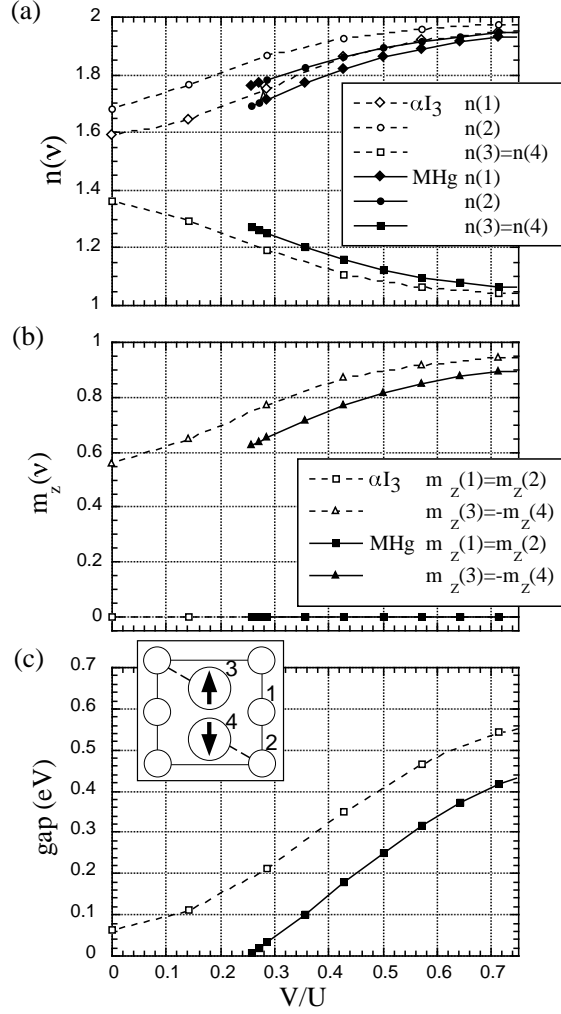 (a)
2
1.8
1.6
1.4
1.2
1
n(ν)
αI3 n(1)
n(2)
n(3)=n(4)
MHg n(1)
n(2)
n(3)=n(4)
(b)
1
0.8
0.6
0.4
0.2
0
m_z(ν)
αI3 m_z(1)=m_z(2)
m_z(3)=-m_z(4)
MHg m_z(1)=m_z(2)
m_z(3)=-m_z(4)
(c)
0.7
0.6
0.5
0.4
0.3
0.2
0.1
0
gap (eV)
3
1
4
2
0 0.1 0.2 0.3 0.4 0.5 0.6 0.7
V/U